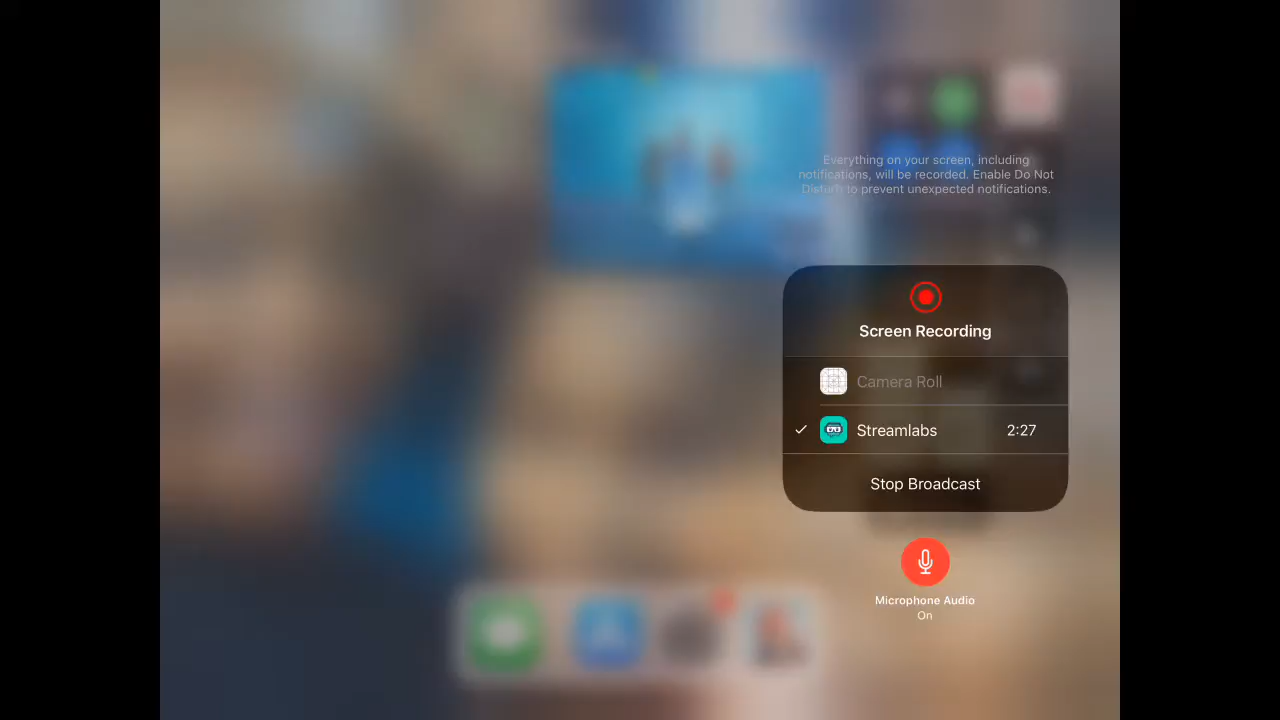 Everything on your screen, including
notifications, will be recorded. Enable Do Not
Disturb to prevent unexpected notifications.
Screen Recording
Camera Roll
Streamlabs 2:27
Stop Broadcast
Microphone Audio
On